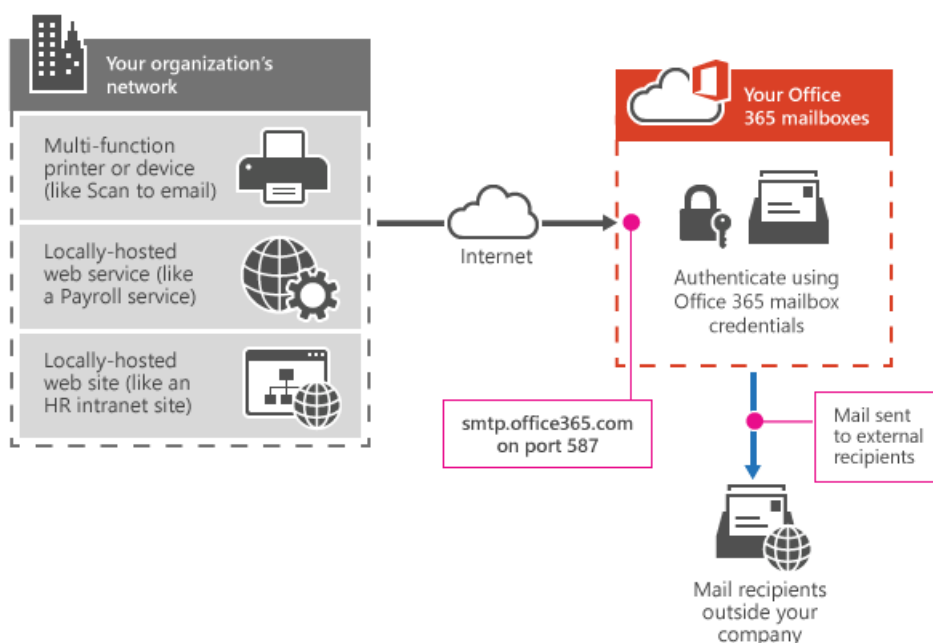 Your organization's
network
Multi-function
printer or device
(like Scan to email)
Locally-hosted
web service (like
a Payroll service)
Locally-hosted
web site (like an
HR intranet site)
Internet
smtp.office365.com
on port 587
Your Office
365 mailboxes
Authenticate using
Office 365 mailbox
credentials
Mail sent
to external
recipients
Mail recipients
outside your
company